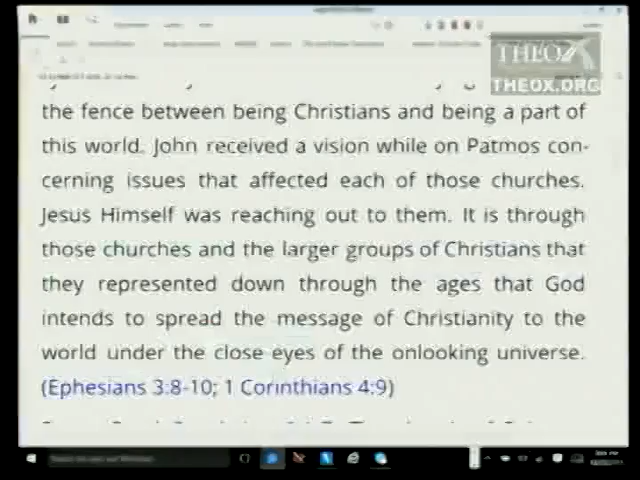 THEOX
THEOX.ORG
the fence between being Christians and being a part of
this world. John received a vision while on Patmos con-
cerning issues that affected each of those churches.
Jesus Himself was reaching out to them. It is through
those churches and the larger groups of Christians that
they represented down through the ages that God
intends to spread the message of Christianity to the
world under the close eyes of the onlooking universe.
(Ephesians 3:8-10; 1 Corinthians 4:9)